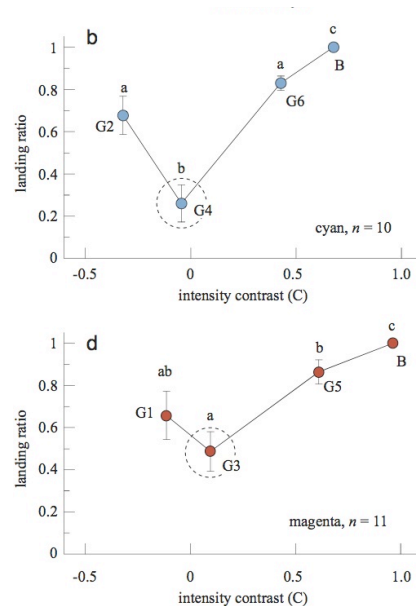 b
c
a
a
1
B
G2
G6
0.8
landing ratio
0.6
b
0.4
G4
0.2
cyan, n = 10
-0.5
0
0.5
1.0
intensity contrast (C)
d
c
b
ab
a
1
B
G1
G5
0.8
landing ratio
0.6
G3
0.4
0.2
magenta, n = 11
-0.5
0
0.5
1.0
intensity contrast (C)